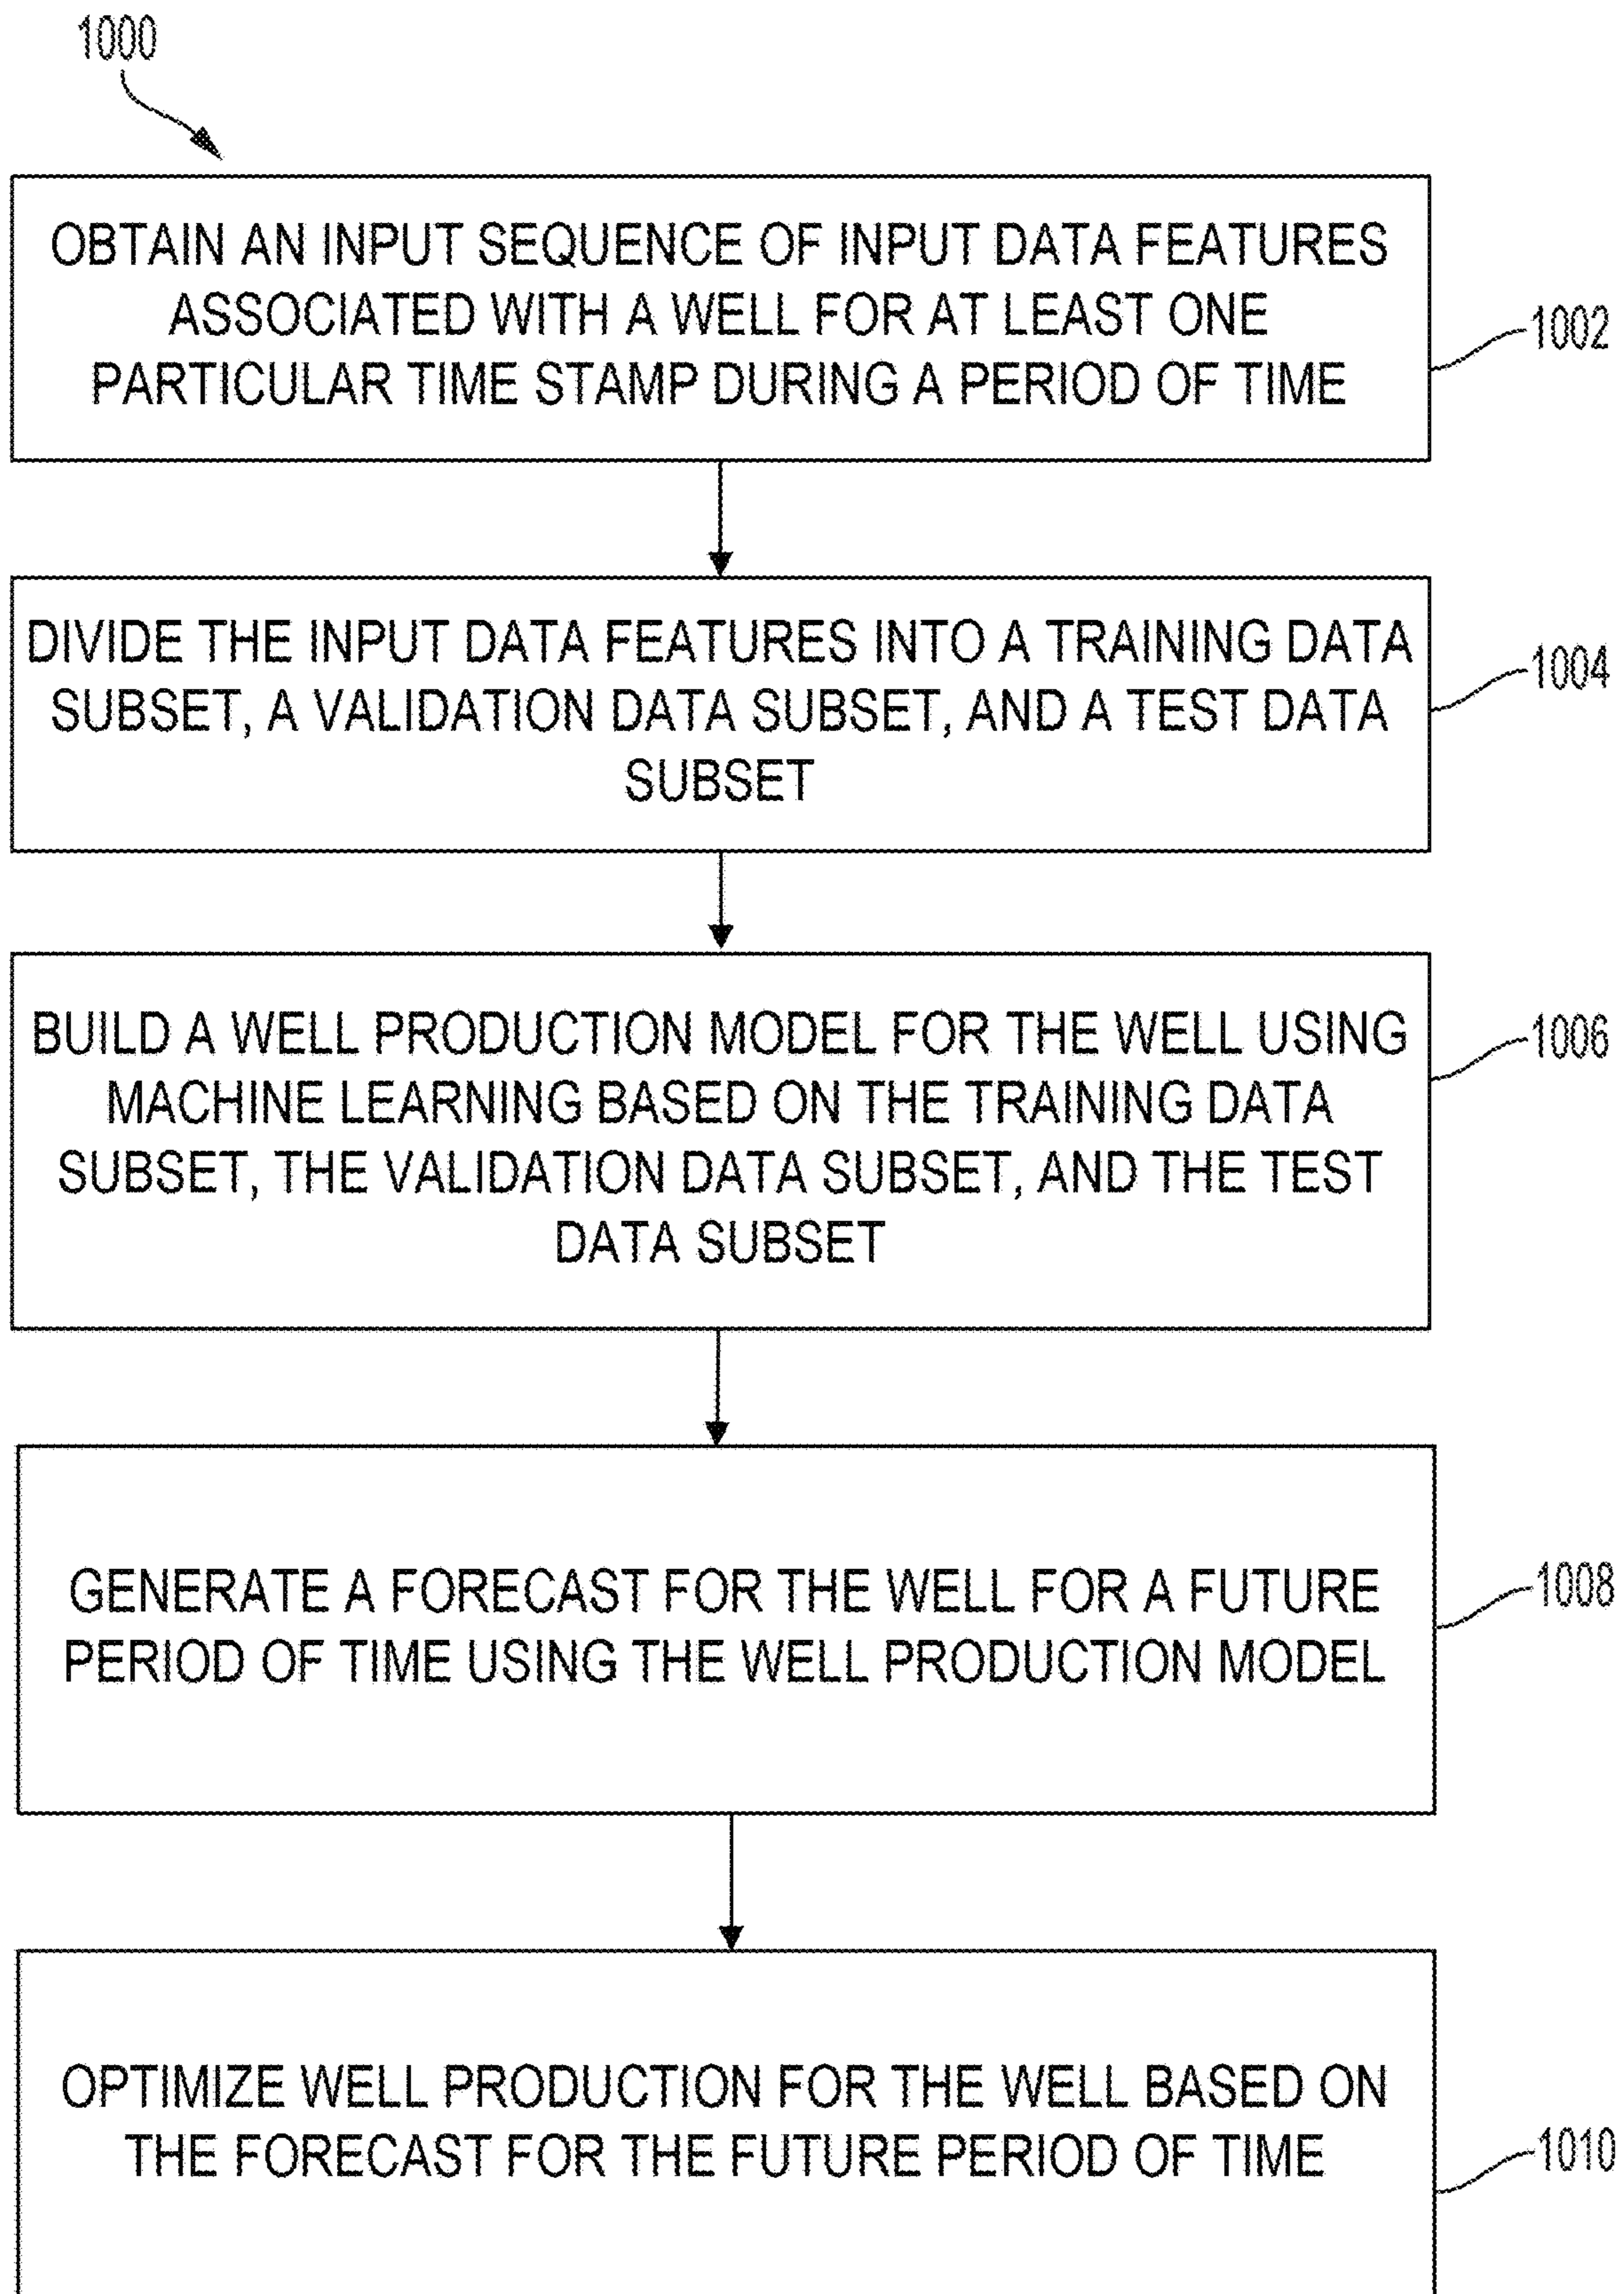 1000
OBTAIN AN INPUT SEQUENCE OF INPUT DATA FEATURES
ASSOCIATED WITH A WELL FOR AT LEAST ONE
PARTICULAR TIME STAMP DURING A PERIOD OF TIME
1002
DIVIDE THE INPUT DATA FEATURES INTO A TRAINING DATA
SUBSET, A VALIDATION DATA SUBSET, AND A TEST DATA
SUBSET
1004
BUILD A WELL PRODUCTION MODEL FOR THE WELL USING
MACHINE LEARNING BASED ON THE TRAINING DATA
SUBSET, THE VALIDATION DATA SUBSET, AND THE TEST
DATA SUBSET
1006
GENERATE A FORECAST FOR THE WELL FOR A FUTURE
PERIOD OF TIME USING THE WELL PRODUCTION MODEL
1008
OPTIMIZE WELL PRODUCTION FOR THE WELL BASED ON
THE FORECAST FOR THE FUTURE PERIOD OF TIME
1010